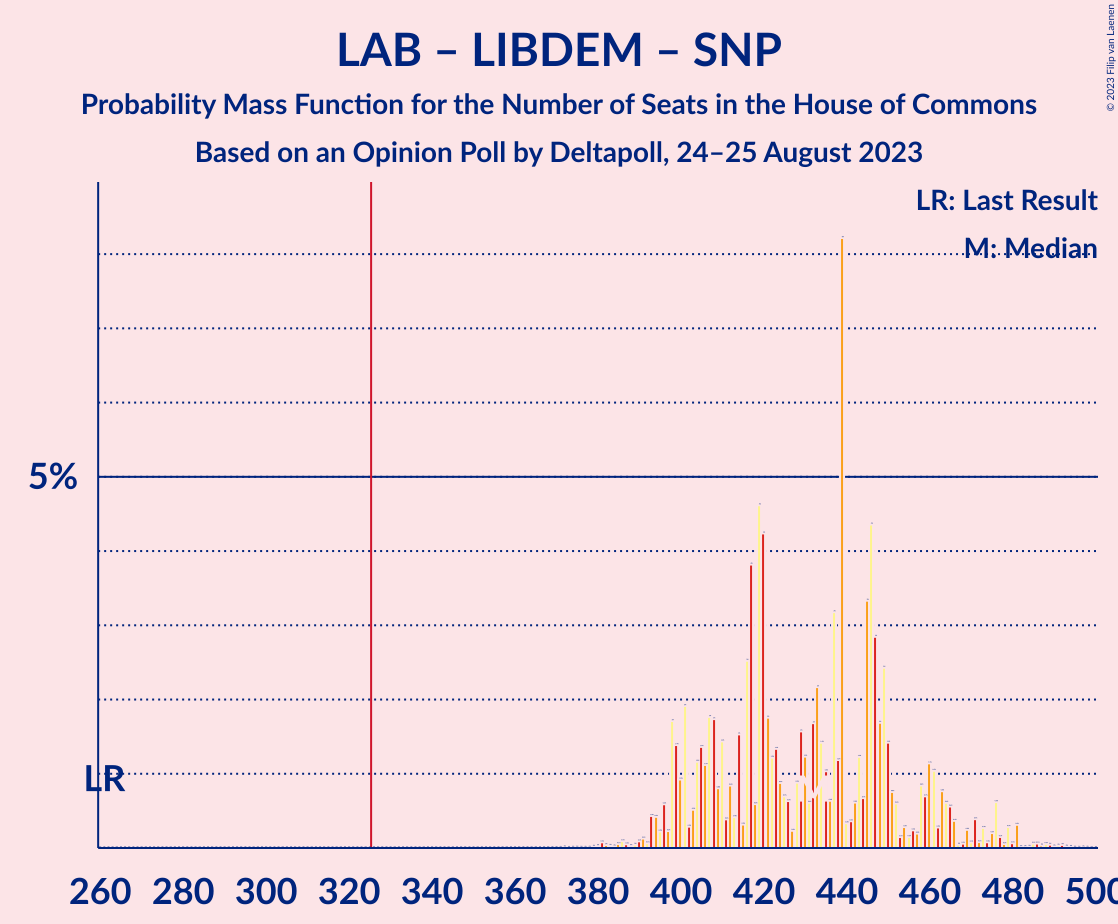 LAB – LIBDEM – SNP
Probability Mass Function for the Number of Seats in the House of Commons
Based on an Opinion Poll by Deltapoll, 24–25 August 2023
© 2023 Filip van Laenen
LR: Last Result
M: Median
5%
LR
260 280 300 320 340 360 380 400 420 440 460 480 500